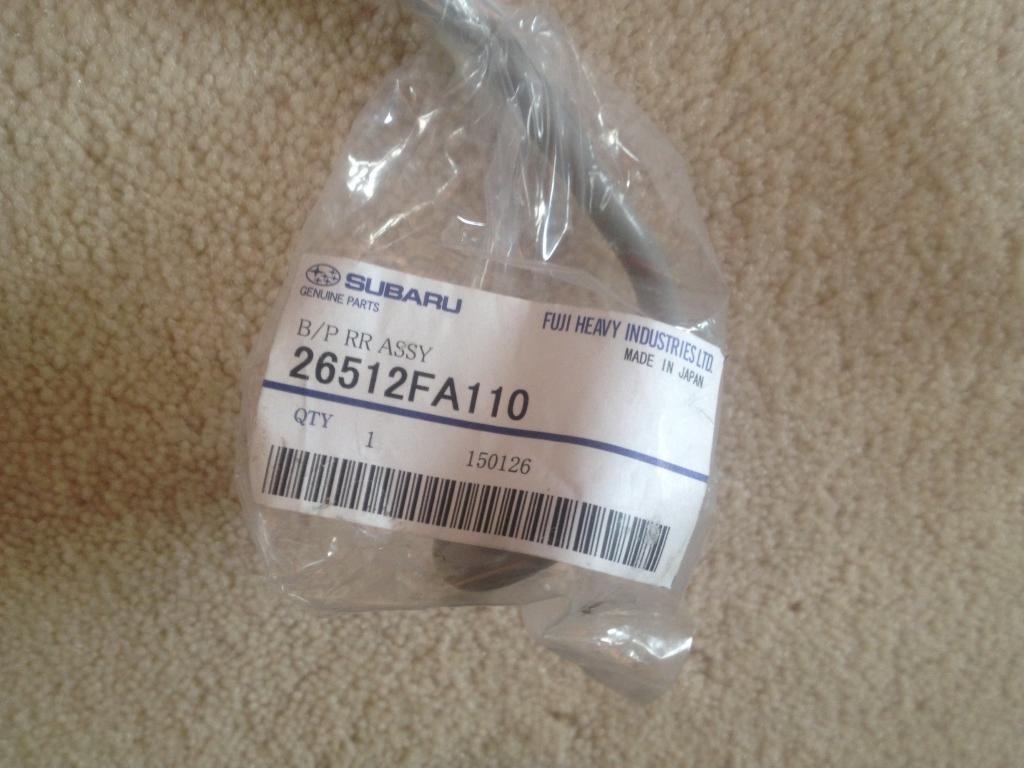 SUBARU
GENUINE PARTS
FUJI HEAVY INDUSTRIES LTD.
MADE IN JAPAN
B/P RR ASSY
26512FA110
QTY 1
150126